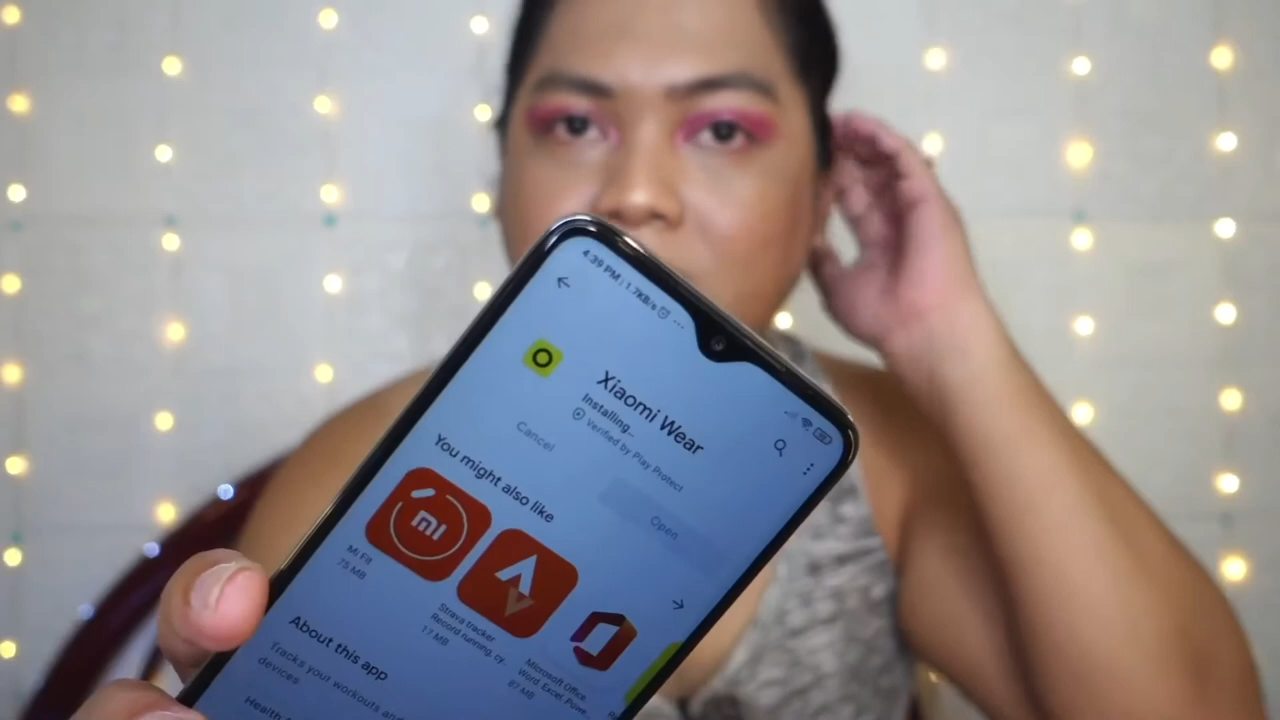 4:39 PM | 1.7KB/s
Xiaomi Wear
Installing...
Verified by Play Protect
Cancel
Open
You might also like
MI
Mi Fit
75 MB
Strava tracker
Record running, cy..
17 MB
Microsoft Office
Word, Excel, Powe..
87 MB
About this app
Tracks your workouts and
devices
Health